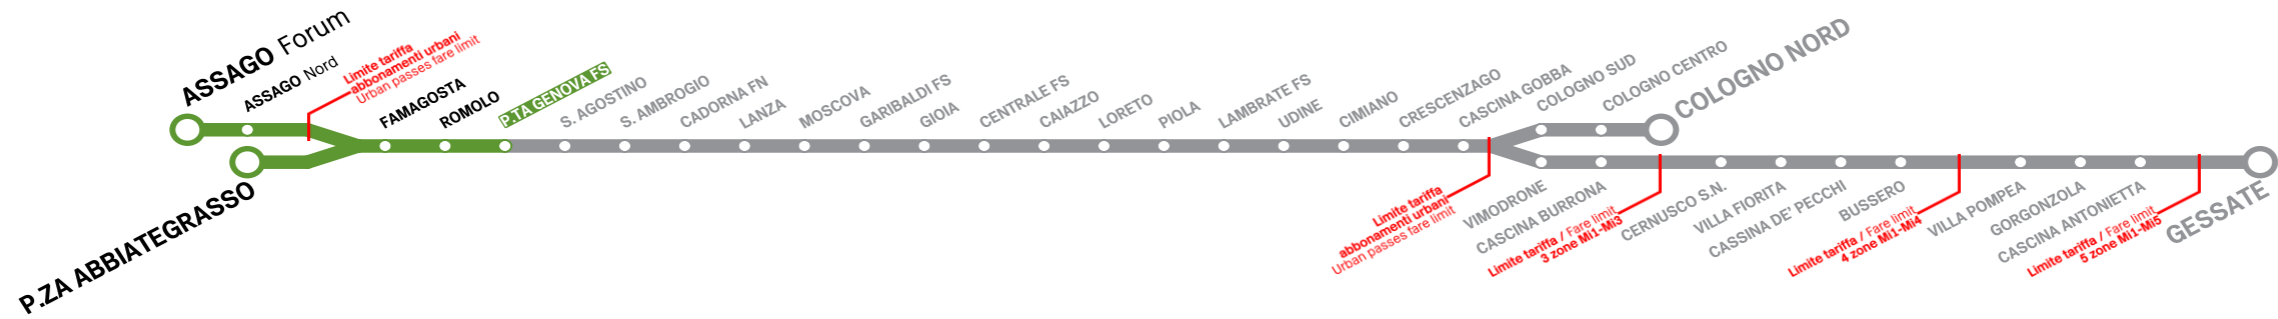 ASSAGO Forum
ASSAGO Nord
Limite tariffa
abbonamenti urbani
Urban passes fare limit
P.ZA ABBIATEGRASSO
FAMAGOSTA
ROMOLO
P.TA GENOVA FS
S. AGOSTINO
S. AMBROGIO
CADORNA FN
LANZA
MOSCOVA
GARIBALDI FS
GIOIA
CENTRALE FS
CAIAZZO
LORETO
PIOLA
LAMBRATE FS
UDINE
CIMIANO
CRESCENZAGO
CASCINA GOBBA
COLOGNO SUD
COLOGNO CENTRO
COLOGNO NORD
Limite tariffa
abbonamenti urbani
Urban passes fare limit
VIMODRONE
CASCINA BURRONA
Limite tariffa / Fare limit
3 zone Mi1-Mi3
CERNUSCO S.N.
VILLA FIORITA
CASSINA DE' PECCHI
BUSSERO
Limite tariffa / Fare limit
4 zone Mi1-Mi4
VILLA POMPEA
GORGONZOLA
CASCINA ANTONIETTA
Limite tariffa / Fare limit
5 zone Mi1-Mi5
GESSATE